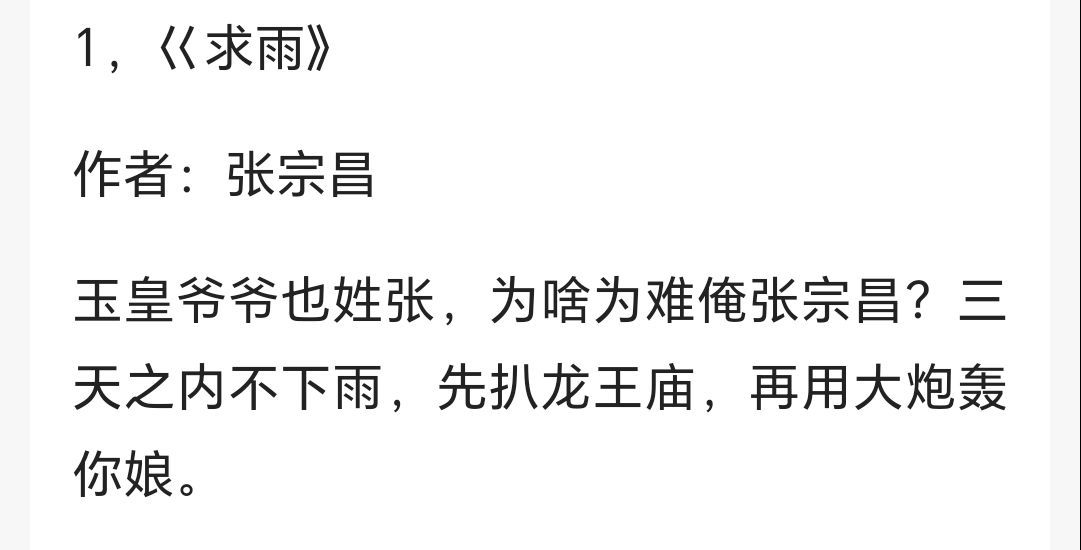 1，《求雨》
作者：张宗昌
玉皇爷爷也姓张，为啥为难俺张宗昌？三
天之内不下雨，先扒龙王庙，再用大炮轰
你娘。